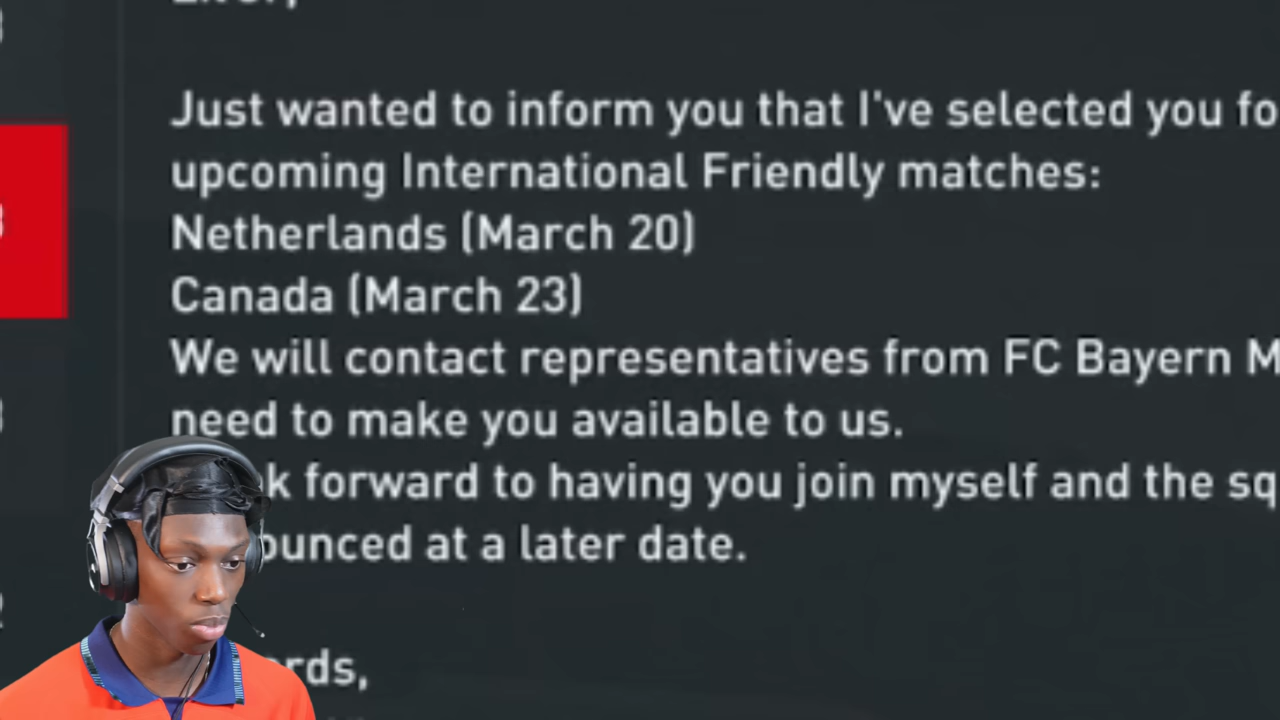 Just wanted to inform you that I've selected you fo
upcoming International Friendly matches:
Netherlands (March 20)
Canada (March 23)
We will contact representatives from FC Bayern M
need to make you available to us.
k forward to having you join myself and the sq
ounced at a later date.
rds,